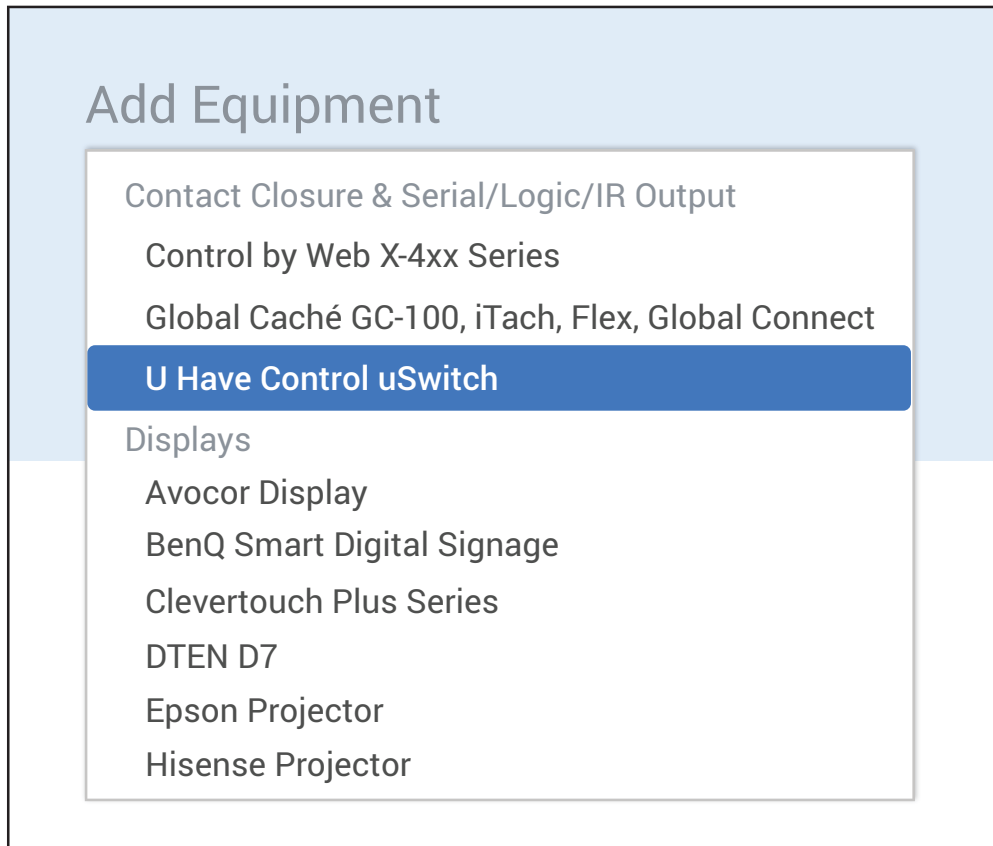 Add Equipment
Contact Closure & Serial/Logic/IR Output
Control by Web X-4xx Series
Global Caché GC-100, iTach, Flex, Global Connect
U Have Control uSwitch
Displays
Avocor Display
BenQ Smart Digital Signage
Clevertouch Plus Series
DTEN D7
Epson Projector
Hisense Projector